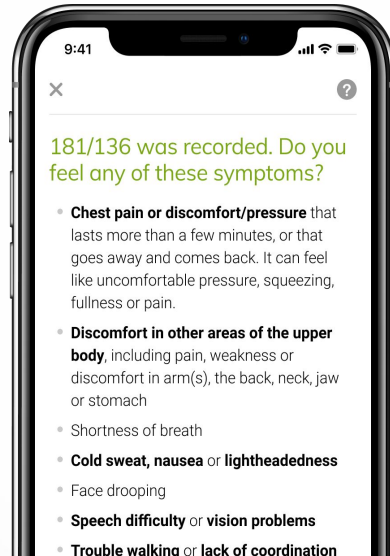 9:41
181/136 was recorded. Do you
feel any of these symptoms?
Chest pain or discomfort/pressure that
lasts more than a few minutes, or that
goes away and comes back. It can feel
like uncomfortable pressure, squeezing,
fullness or pain.
Discomfort in other areas of the upper
body, including pain, weakness or
discomfort in arm(s), the back, neck, jaw
or stomach
Shortness of breath
Cold sweat, nausea or lightheadedness
Face drooping
Speech difficulty or vision problems
Trouble walking or lack of coordination